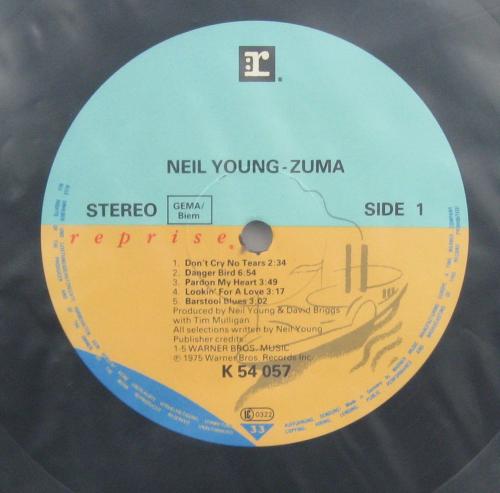 r
NEIL YOUNG-ZUMA
STEREO
GEMA/
Biem
SIDE 1
reprise
1. Don't Cry No Tears 2:34
2. Danger Bird 6:54
3. Pardon My Heart 3:49
4. Lookin' For A Love 3:17
5. Barstool Blues 3:02
Produced by Neil Young & David Briggs
with Tim Mulligan
All selections written by Neil Young
Publisher credits:
1-5 WARNER BROS. MUSIC
℗ 1975 Warner Bros. Records Inc.
K 54 057
LC 0322
33